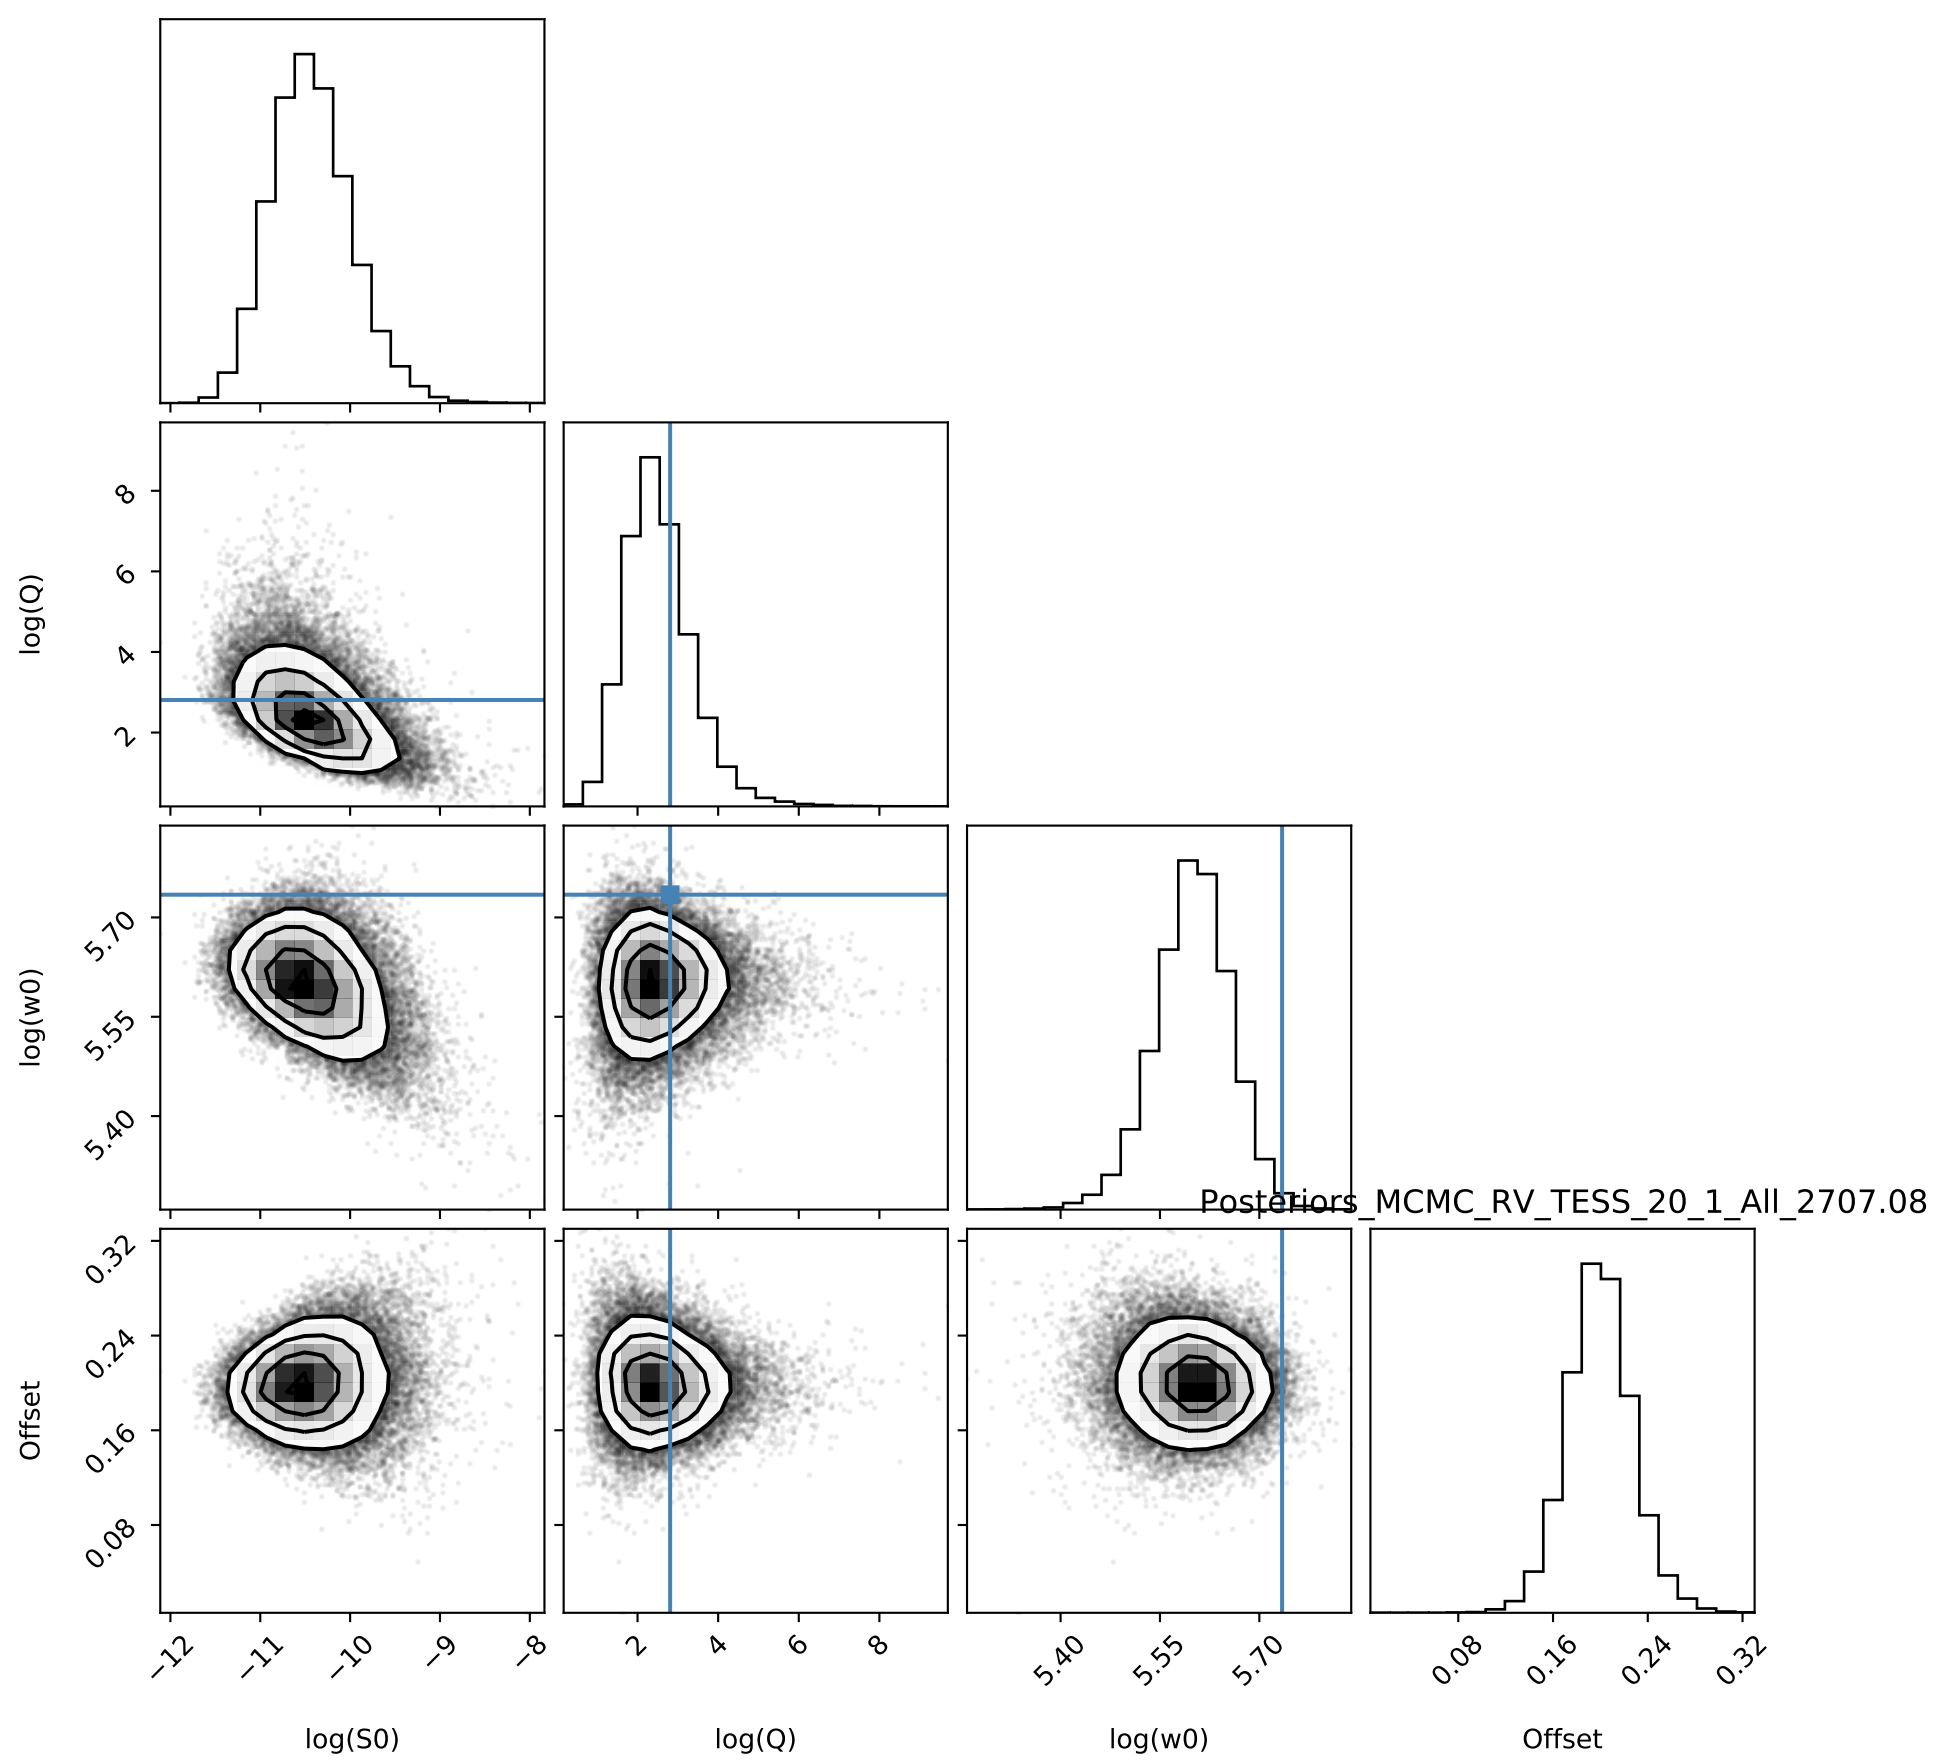 log(Q)
8
6
4
2
log(w0)
5.70
5.55
5.40
Posteriors_MCMC_RV_TESS_20_1_All_2707.08
Offset
0.32
0.24
0.16
0.08
−12 −11 −10 −9 −8 2 4 6 8 5.40 5.55 5.70 0.08 0.16 0.24 0.32
log(S0) log(Q) log(w0) Offset